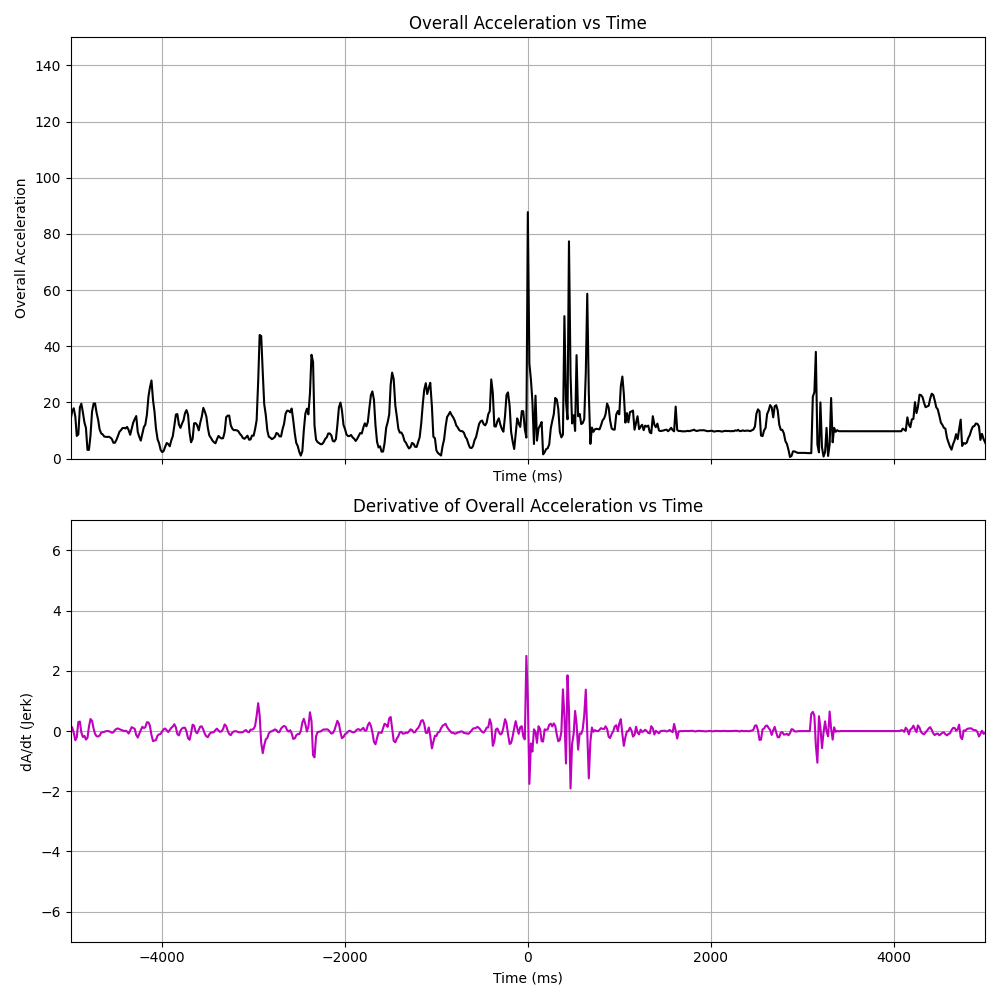 Overall Acceleration vs Time
Overall Acceleration
140
120
100
80
60
40
20
0
Time (ms)
Derivative of Overall Acceleration vs Time
dA/dt (Jerk)
6
4
2
0
−2
−4
−6
−4000 −2000 0 2000 4000
Time (ms)